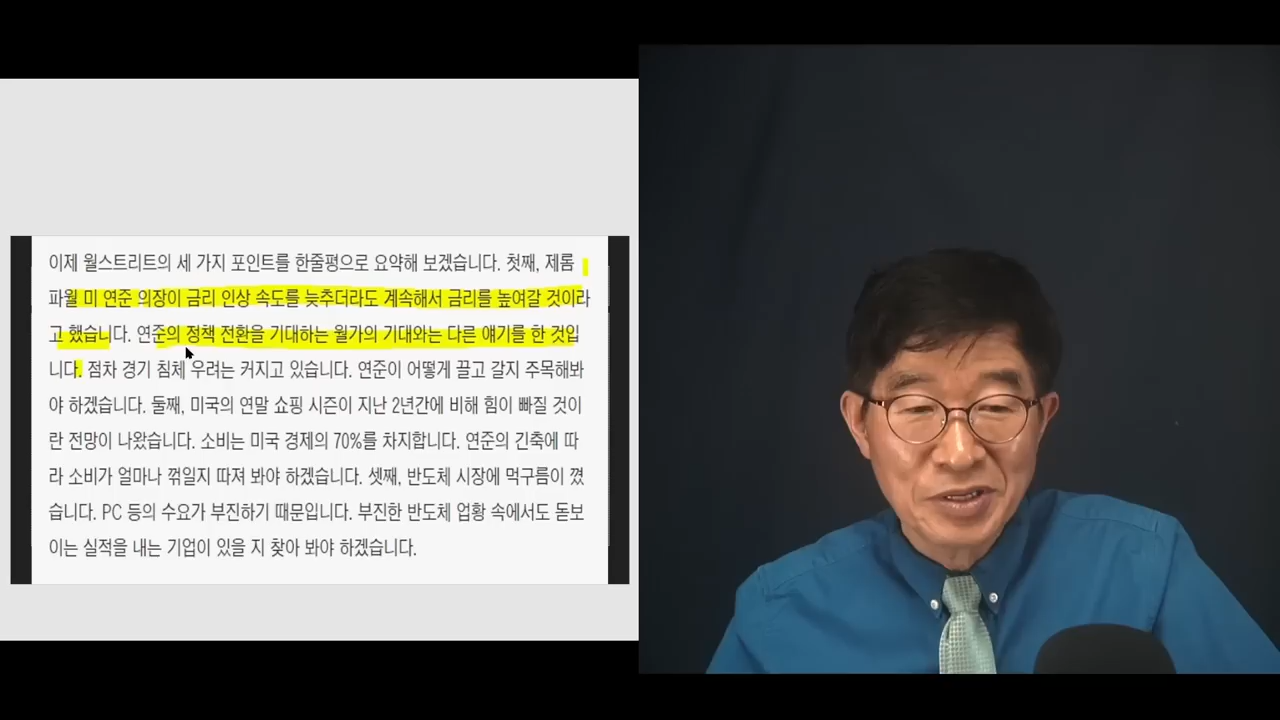 이제 월스트리트의 세 가지 포인트를 한줄평으로 요약해 보겠습니다. 첫째, 제롬
파월 미 연준 의장이 금리 인상 속도를 늦추더라도 계속해서 금리를 높여갈 것이라
고 했습니다. 연준의 정책 전환을 기대하는 월가의 기대와는 다른 얘기를 한 것입
니다. 점차 경기 침체 우려는 커지고 있습니다. 연준이 어떻게 끌고 갈지 주목해봐
야 하겠습니다. 둘째, 미국의 연말 쇼핑 시즌이 지난 2년간에 비해 힘이 빠질 것이
란 전망이 나왔습니다. 소비는 미국 경제의 70%를 차지합니다. 연준의 긴축에 따
라 소비가 얼마나 꺾일지 따져 봐야 하겠습니다. 셋째, 반도체 시장에 먹구름이 꼈
습니다. PC 등의 수요가 부진하기 때문입니다. 부진한 반도체 업황 속에서도 돋보
이는 실적을 내는 기업이 있을 지 찾아 봐야 하겠습니다.